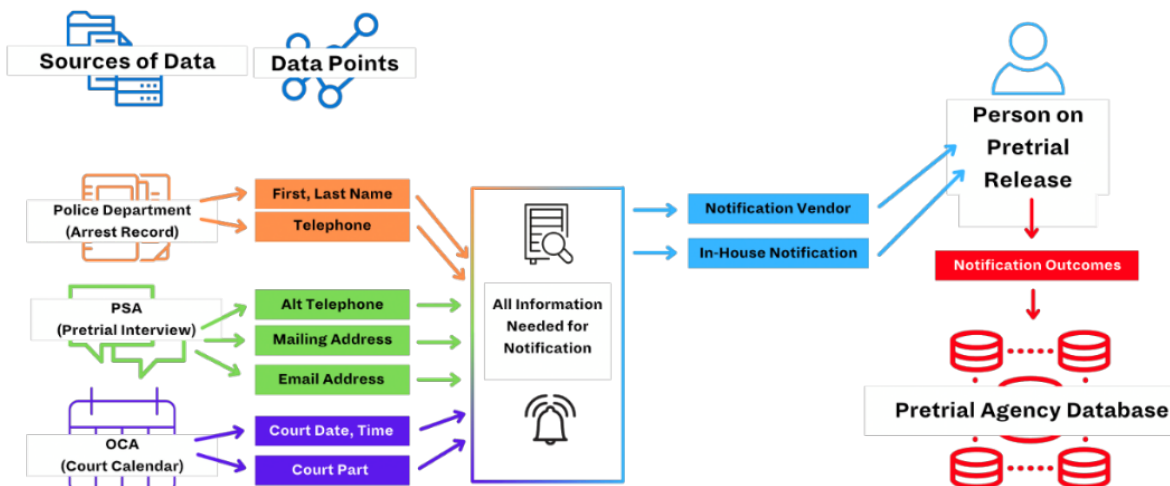 Sources of Data
Data Points
Police Department
(Arrest Record)
First, Last Name
Telephone
PSA
(Pretrial Interview)
Alt Telephone
Mailing Address
Email Address
OCA
(Court Calendar)
Court Date, Time
Court Part
All Information
Needed for
Notification
Notification Vendor
In-House Notification
Person on
Pretrial
Release
Notification Outcomes
Pretrial Agency Database